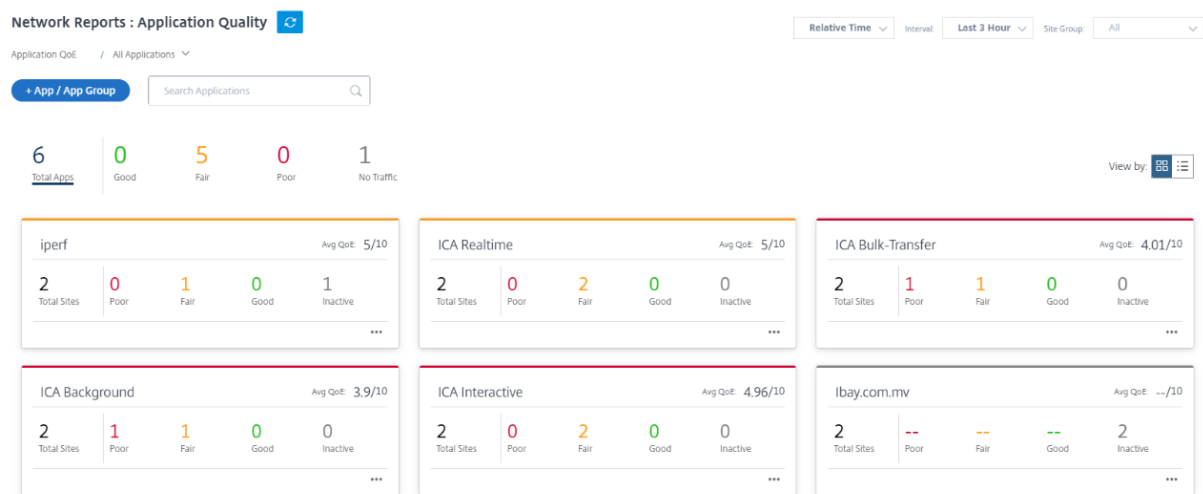 Network Reports : Application Quality
Relative Time Interval: Last 3 Hour Site Group: All
Application QoE / All Applications
+ App / App Group Search Applications
6 0 5 0 1
Total Apps Good Fair Poor No Traffic
View by:
iperf Avg QoE: 5/10
2 0 1 0 1
Total Sites Poor Fair Good Inactive
ICA Realtime Avg QoE: 5/10
2 0 2 0 0
Total Sites Poor Fair Good Inactive
ICA Bulk-Transfer Avg QoE: 4.01/10
2 1 1 0 0
Total Sites Poor Fair Good Inactive
ICA Background Avg QoE: 3.9/10
2 1 1 0 0
Total Sites Poor Fair Good Inactive
ICA Interactive Avg QoE: 4.96/10
2 0 2 0 0
Total Sites Poor Fair Good Inactive
Ibay.com.mv Avg QoE: --/10
2 -- -- -- 2
Total Sites Poor Fair Good Inactive